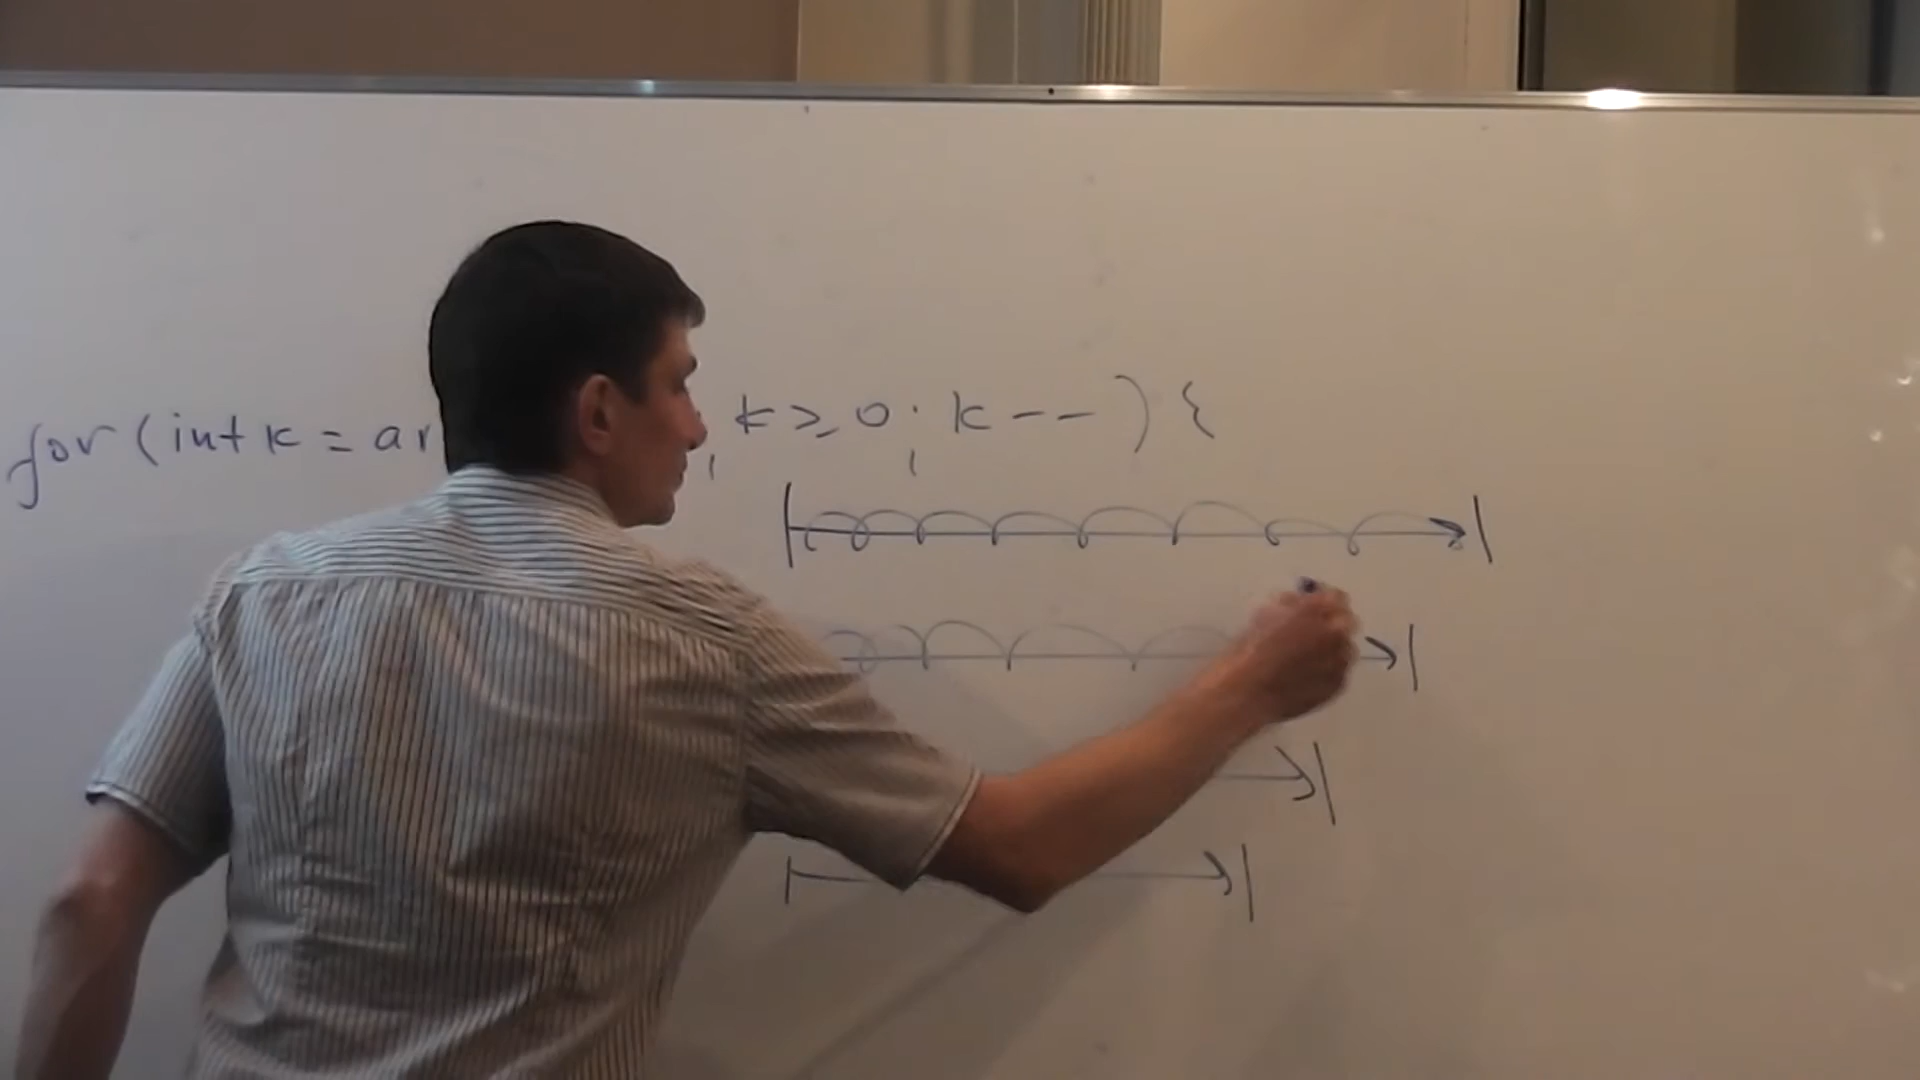 for (int k = ar ; k ≥ 0; k -- ) {